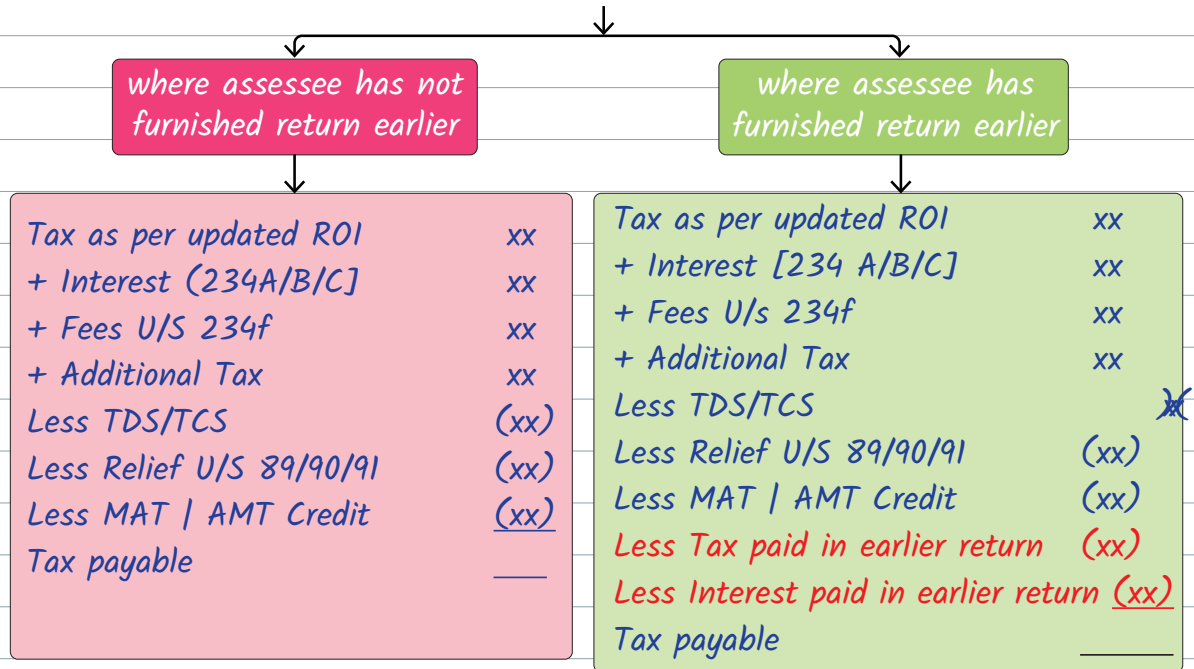 where assessee has not
furnished return earlier
where assessee has
furnished return earlier
Tax as per updated ROI xx
+ Interest (234A/B/C] xx
+ Fees U/S 234f xx
+ Additional Tax xx
Less TDS/TCS (xx)
Less Relief U/S 89/90/91 (xx)
Less MAT | AMT Credit (xx)
Tax payable
Tax as per updated ROI xx
+ Interest [234 A/B/C] xx
+ Fees U/s 234f xx
+ Additional Tax xx
Less TDS/TCS
Less Relief U/S 89/90/91 (xx)
Less MAT | AMT Credit (xx)
Less Tax paid in earlier return (xx)
Less Interest paid in earlier return (xx)
Tax payable